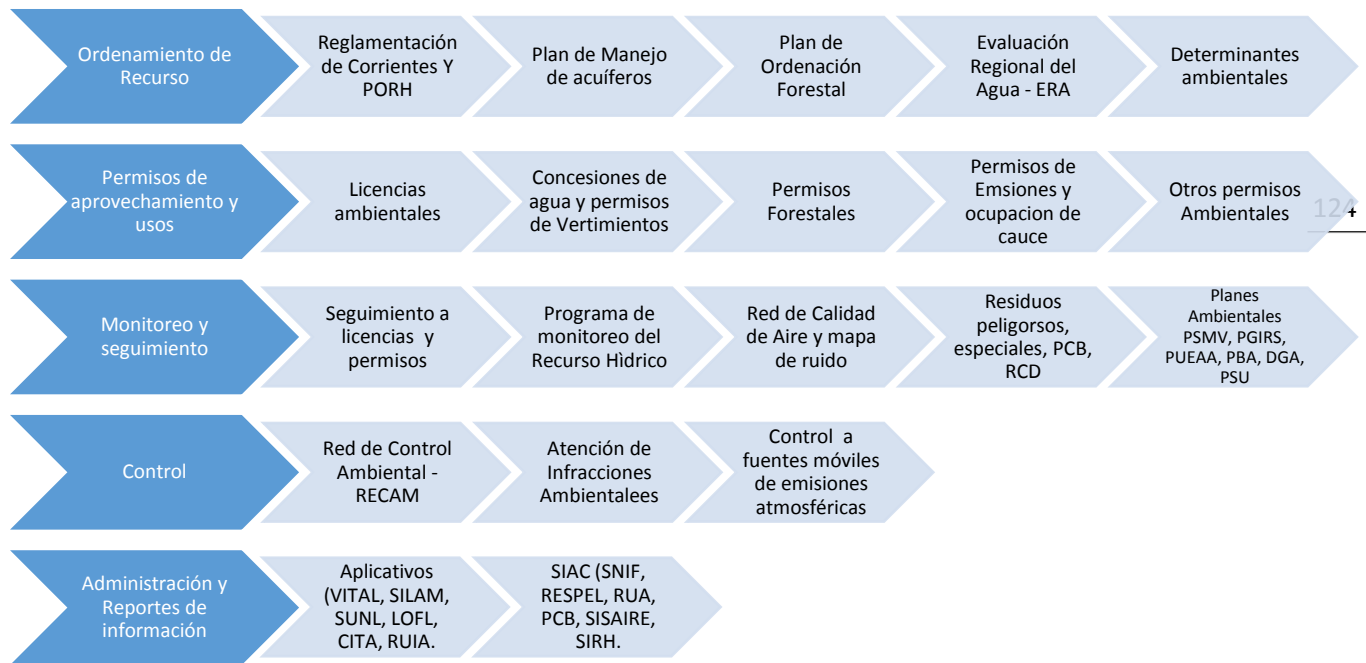 Ordenamiento de
Recurso
Reglamentación
de Corrientes Y
PORH
Plan de Manejo
de acuíferos
Plan de
Ordenación
Forestal
Evaluación
Regional del
Agua - ERA
Determinantes
ambientales
Permisos de
aprovechamiento y
usos
Licencias
ambientales
Concesiones de
agua y permisos
de Vertimientos
Permisos
Forestales
Permisos de
Emsiones y
ocupacion de
cauce
Otros permisos
Ambientales
124
Monitoreo y
seguimiento
Seguimiento a
licencias y
permisos
Programa de
monitoreo del
Recurso Hìdrico
Red de Calidad
de Aire y mapa
de ruido
Residuos
peligorsos,
especiales, PCB,
RCD
Planes
Ambientales
PSMV, PGIRS,
PUEAA, PBA, DGA,
PSU
Control
Red de Control
Ambiental -
RECAM
Atención de
Infracciones
Ambientalees
Control a
fuentes móviles
de emisiones
atmosféricas
Administración y
Reportes de
información
Aplicativos
(VITAL, SILAM,
SUNL, LOFL,
CITA, RUIA.
SIAC (SNIF,
RESPEL, RUA,
PCB, SISAIRE,
SIRH.